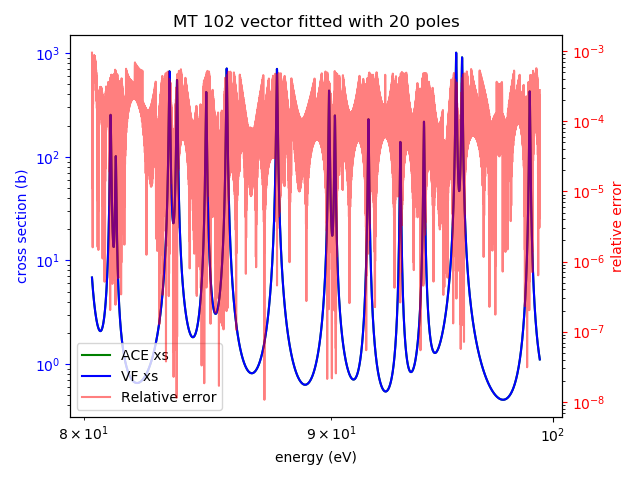 MT 102 vector fitted with 20 poles
10³
10²
10¹
10⁰
cross section (b)
10⁻³
10⁻⁴
10⁻⁵
10⁻⁶
10⁻⁷
10⁻⁸
relative error
ACE xs
VF xs
Relative error
8 × 10¹
9 × 10¹
10²
energy (eV)